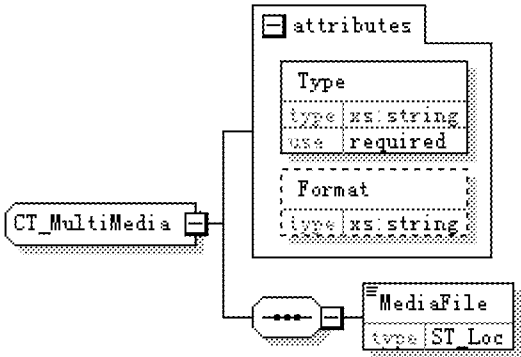 attributes
Type
type xs:string
use required
Format
type xs:string
CT_MultiMedia
MediaFile
type ST_Loc